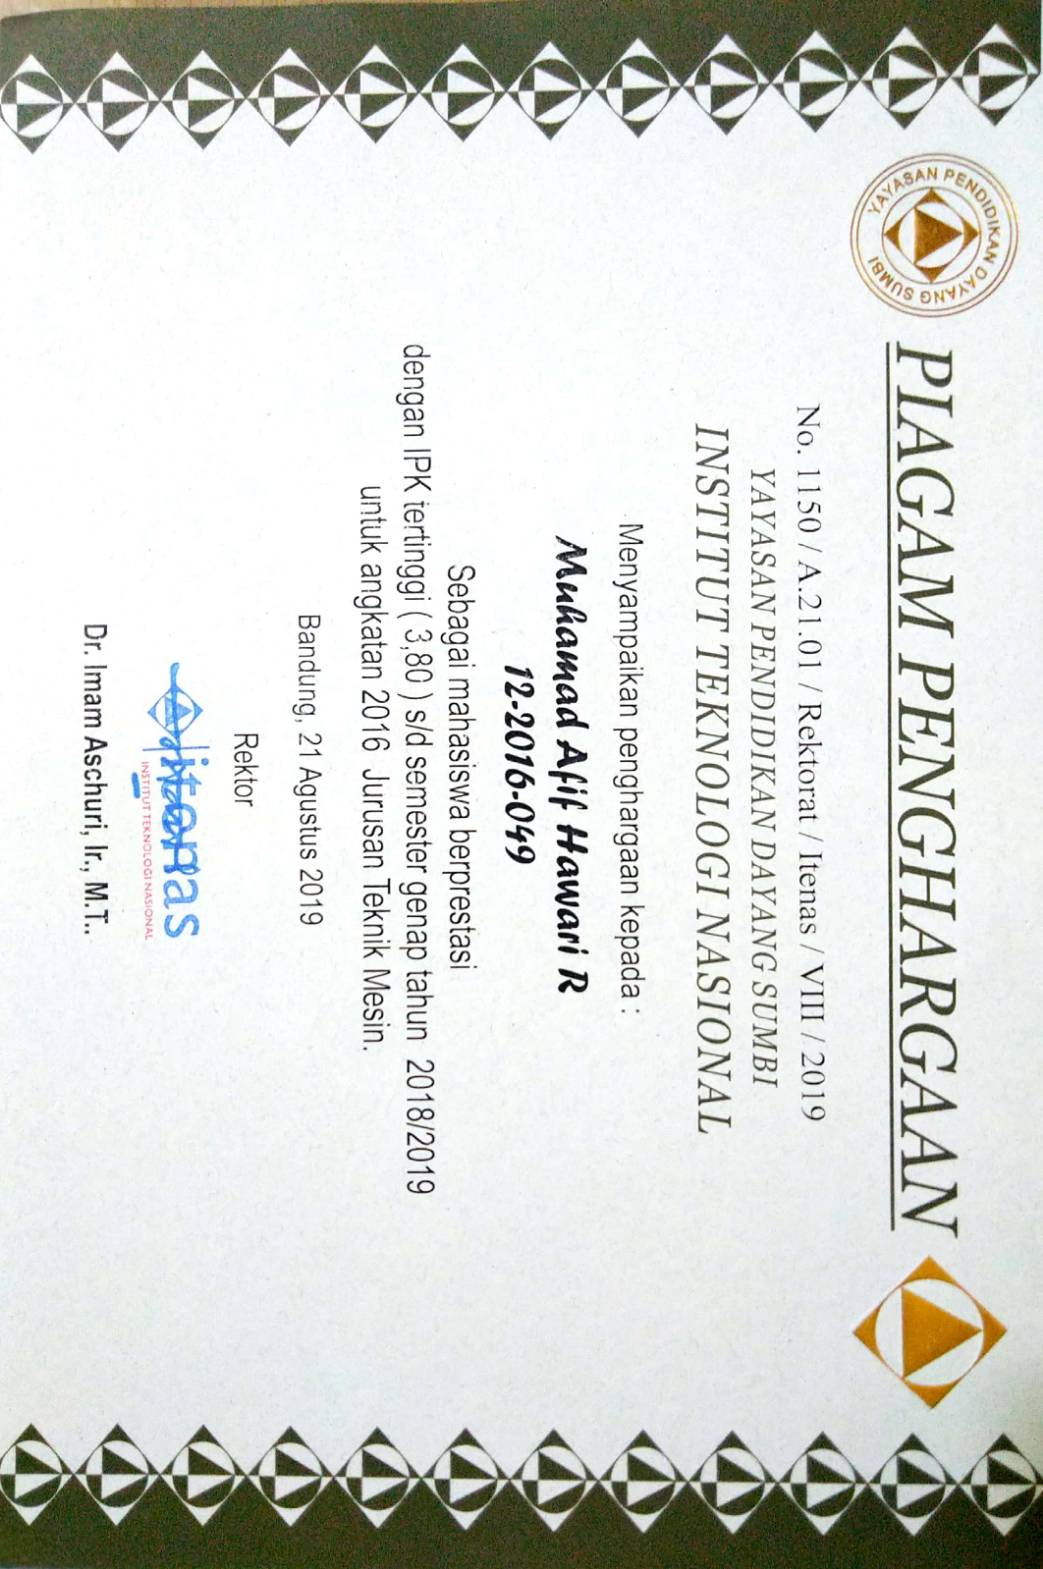 YAYASAN PENDIDIKAN DAYANG SUMBI
PIAGAM PENGHARGAAN
No. 1150 / A.21.01 / Rektorat / Itenas / VIII / 2019
YAYASAN PENDIDIKAN DAYANG SUMBI
INSTITUT TEKNOLOGI NASIONAL
Menyampaikan penghargaan kepada :
Muhamad Afif Hawari R
12-2016-049
Sebagai mahasiswa berprestasi
dengan IPK tertinggi ( 3,80 ) s/d semester genap tahun 2018/2019
untuk angkatan 2016 Jurusan Teknik Mesin.
Bandung, 21 Agustus 2019
Rektor
itenas
INSTITUT TEKNOLOGI NASIONAL
Dr. Imam Aschuri, Ir., M.T..